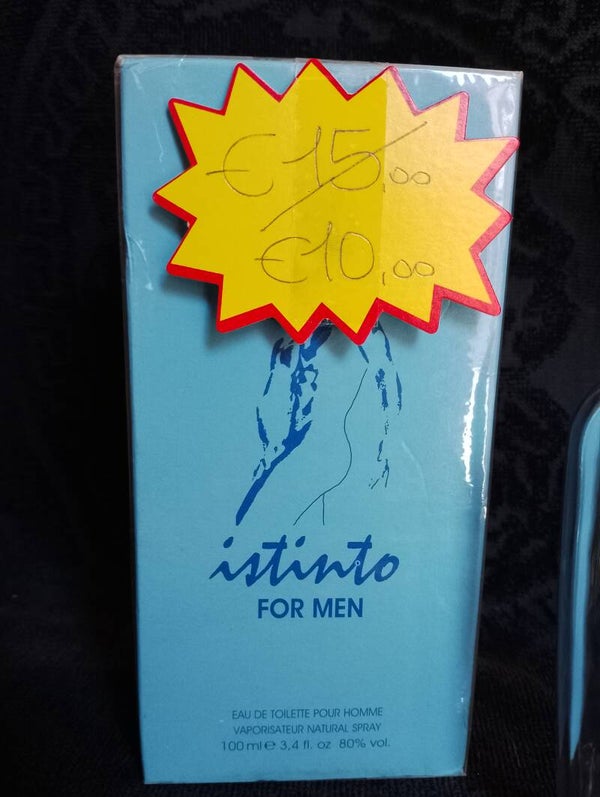 €15,00
€10,00
istinto
FOR MEN
EAU DE TOILETTE POUR HOMME
VAPORISATEUR NATURAL SPRAY
100 ml e 3,4 fl. oz 80% vol.